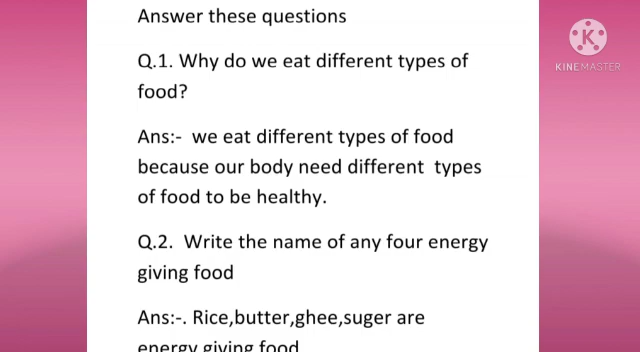 Answer these questions
Q.1. Why do we eat different types of
food?
Ans:-  we eat different types of food
because our body need different  types
of food to be healthy.
Q.2.  Write the name of any four energy
giving food
Ans:-. Rice,butter,ghee,suger are
energy giving food
K
KINEMASTER